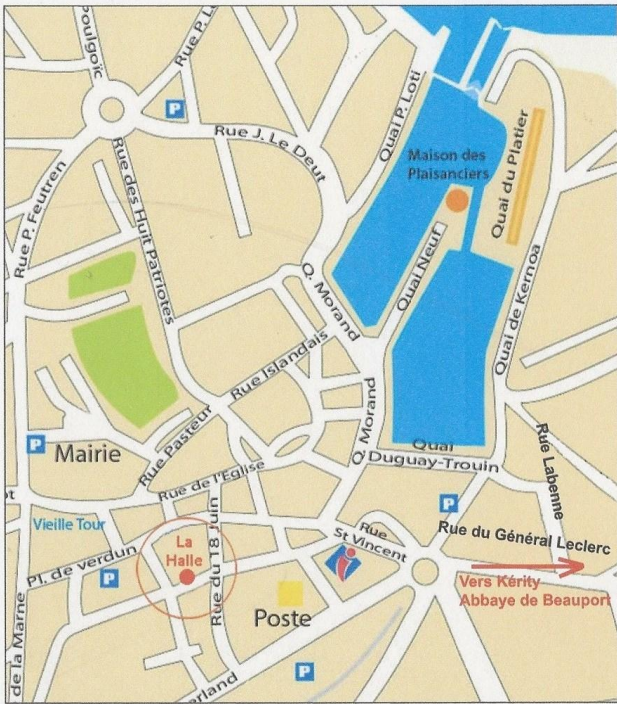 oulgoïc
Rue P. L
P
Rue J. Le Deut
Quai P. Loti
Maison des
Plaisanciers
Quai du Platier
Rue P. Feutren
Rue des Huit Patriotes
Q. Morand
Quai Neuf
Quai de Kernoa
Rue Islandais
Rue Pasteur
Q. Morand
P
Mairie
Quai
Duguay-Trouin
Rue Labenne
Rue de l'Eglise
ot
P
Vieille Tour
Rue
St Vincent
Rue du Général Leclerc
La
Halle
Rue du 18 Juin
Pl. de verdun
P
i
Vers Kérity
Abbaye de Beauport
Poste
de la Marne
erland
P